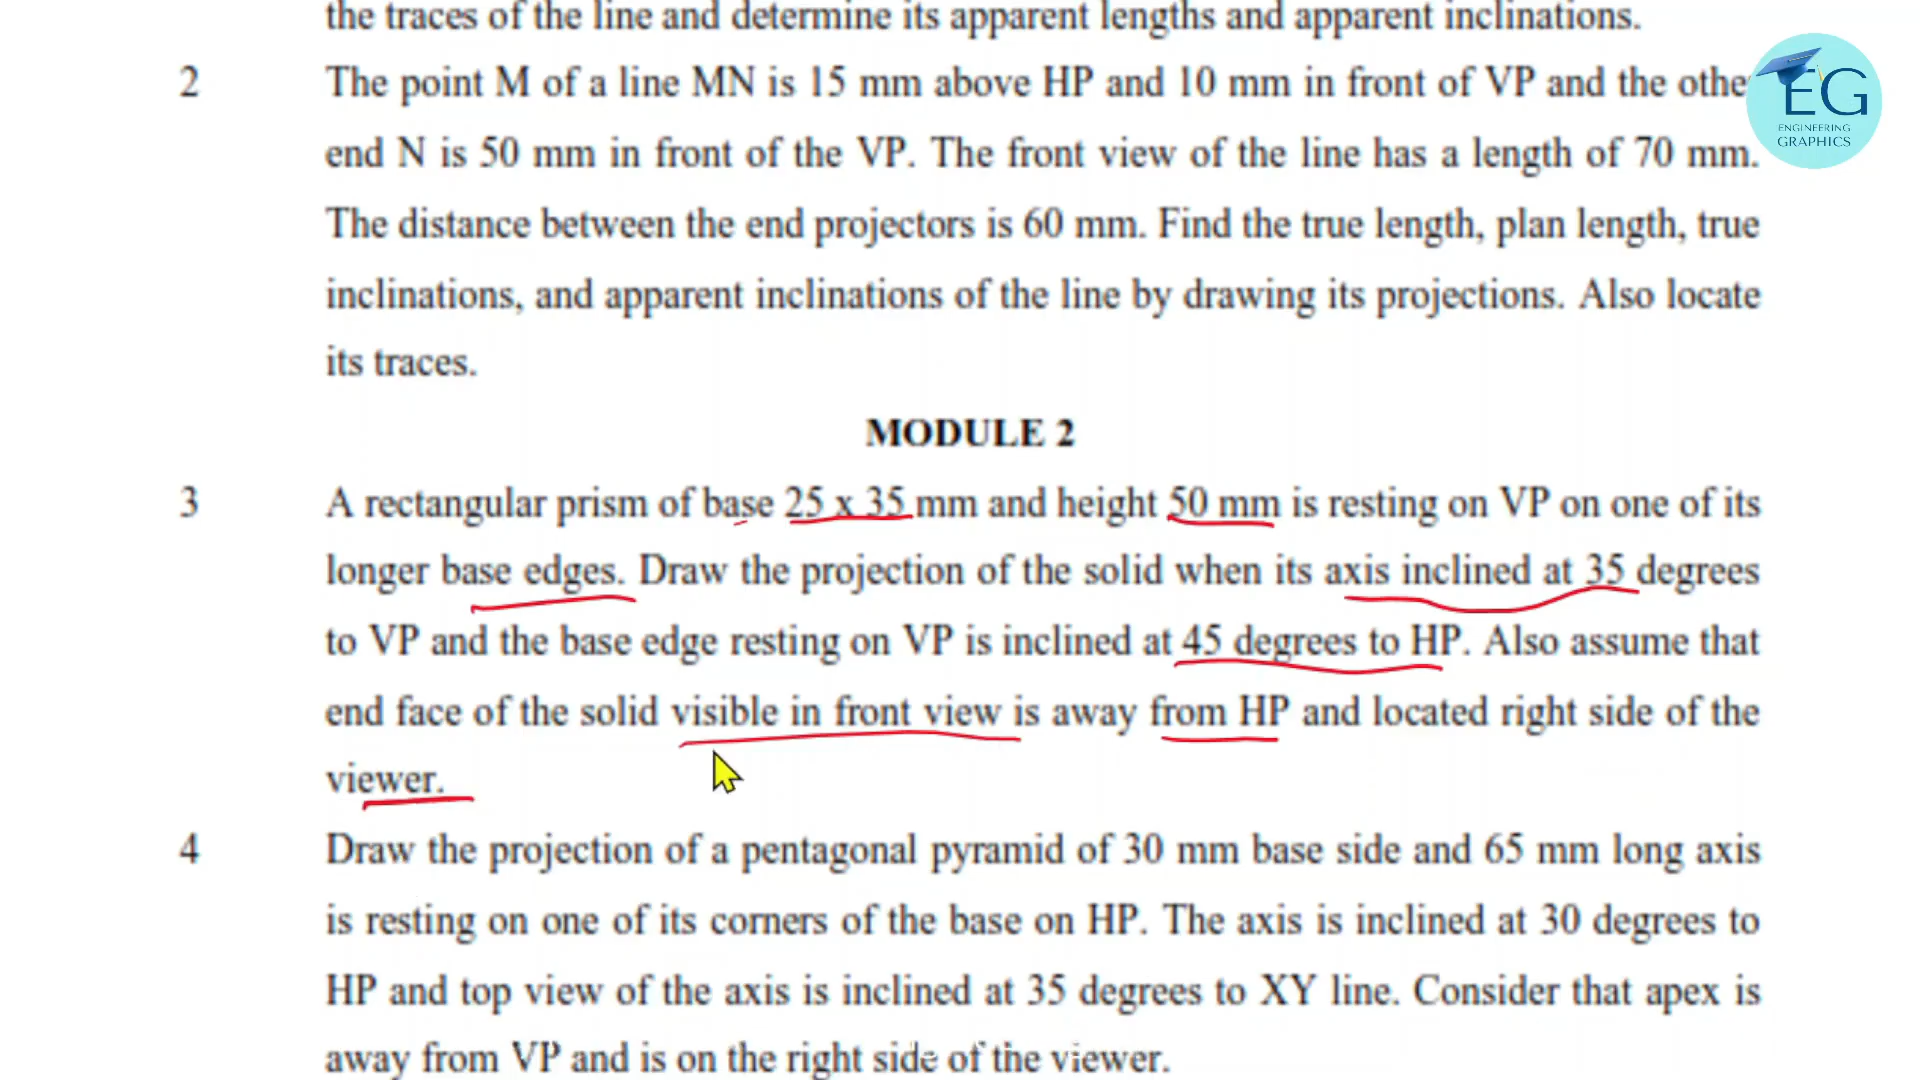 the traces of the line and determine its apparent lengths and apparent inclinations.
2 The point M of a line MN is 15 mm above HP and 10 mm in front of VP and the othe
end N is 50 mm in front of the VP. The front view of the line has a length of 70 mm.
The distance between the end projectors is 60 mm. Find the true length, plan length, true
inclinations, and apparent inclinations of the line by drawing its projections. Also locate
its traces.
EG
ENGINEERING
GRAPHICS
MODULE 2
3 A rectangular prism of base 25 x 35 mm and height 50 mm is resting on VP on one of its
longer base edges. Draw the projection of the solid when its axis inclined at 35 degrees
to VP and the base edge resting on VP is inclined at 45 degrees to HP. Also assume that
end face of the solid visible in front view is away from HP and located right side of the
viewer.
4 Draw the projection of a pentagonal pyramid of 30 mm base side and 65 mm long axis
is resting on one of its corners of the base on HP. The axis is inclined at 30 degrees to
HP and top view of the axis is inclined at 35 degrees to XY line. Consider that apex is
away from VP and is on the right side of the viewer.